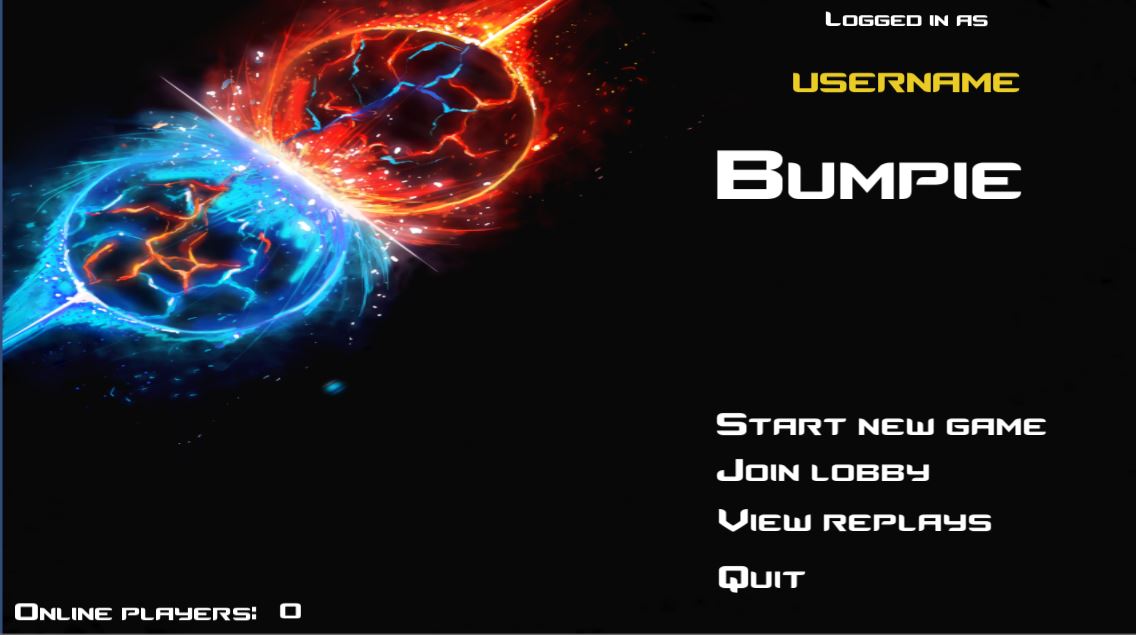 Logged in as
USERNAME
Bumpie
Start new game
Join lobby
View replays
Quit
Online players: 0